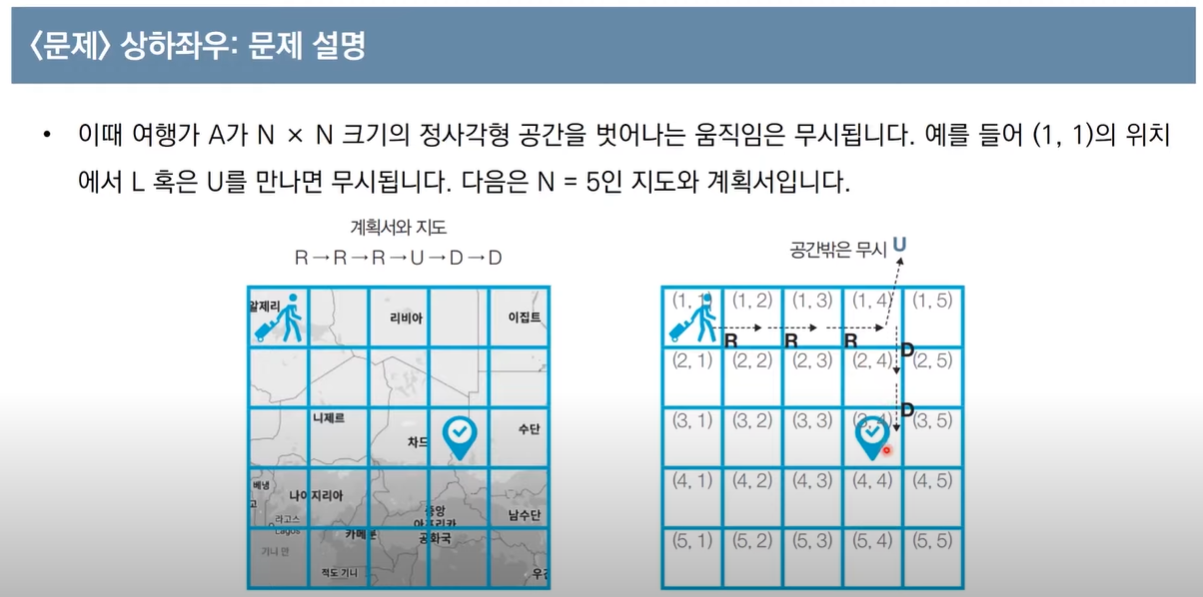 〈문제〉 상하좌우: 문제 설명
• 이때 여행가 A가 N × N 크기의 정사각형 공간을 벗어나는 움직임은 무시됩니다. 예를 들어 (1, 1)의 위치
에서 L 혹은 U를 만나면 무시됩니다. 다음은 N = 5인 지도와 계획서입니다.
계획서와 지도
R→R→R→U→D→D
알제리
리비아
이집트
니제르
차드
수단
베냉
나이지리아
라고스
Lagos
중앙
아프리카
공화국
남수단
카메룬
기니 만
적도 기니
공간밖은 무시 U
(1, 2) (1, 3) (1, 4) (1, 5)
R R R D
(2, 1) (2, 2) (2, 3) (2, 4) (2, 5)
D
(3, 1) (3, 2) (3, 3) (3, 4) (3, 5)
(4, 1) (4, 2) (4, 3) (4, 4) (4, 5)
(5, 1) (5, 2) (5, 3) (5, 4) (5, 5)